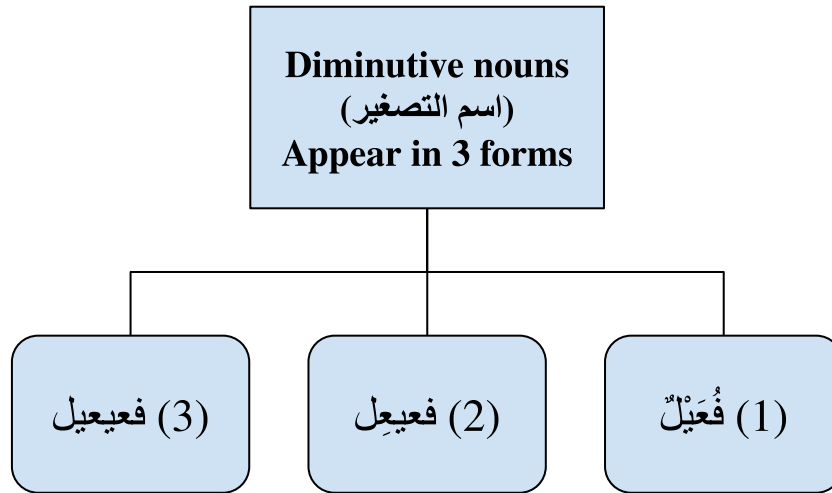 Diminutive nouns
(اسم التصغير)
Appear in 3 forms
(1) فُعَيْلٌ
(2) فعيعِل
(3) فعيعيل